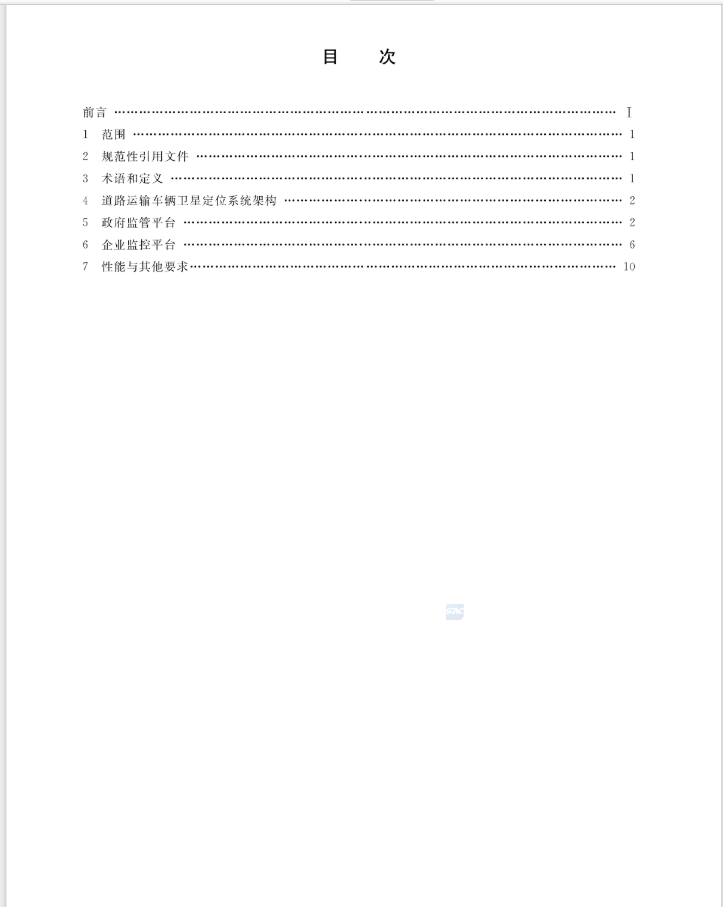 目 次
前言 ………………………………………………………………………………………………………… Ⅰ
1 范围 ……………………………………………………………………………………………………… 1
2 规范性引用文件 ………………………………………………………………………………………… 1
3 术语和定义 ……………………………………………………………………………………………… 1
4 道路运输车辆卫星定位系统架构 ……………………………………………………………………… 2
5 政府监管平台 …………………………………………………………………………………………… 2
6 企业监控平台 …………………………………………………………………………………………… 6
7 性能与其他要求………………………………………………………………………………………… 10
SAC